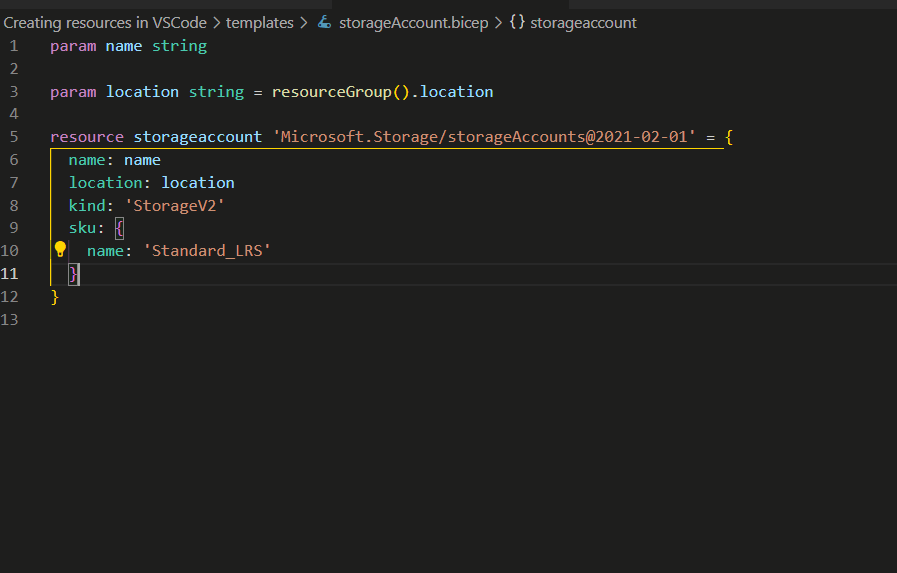 Creating resources in VSCode > templates > storageAccount.bicep > {} storageaccount
1 param name string
2
3 param location string = resourceGroup().location
4
5 resource storageaccount 'Microsoft.Storage/storageAccounts@2021-02-01' = {
6   name: name
7   location: location
8   kind: 'StorageV2'
9   sku: {
10     name: 'Standard_LRS'
11   }
12 }
13